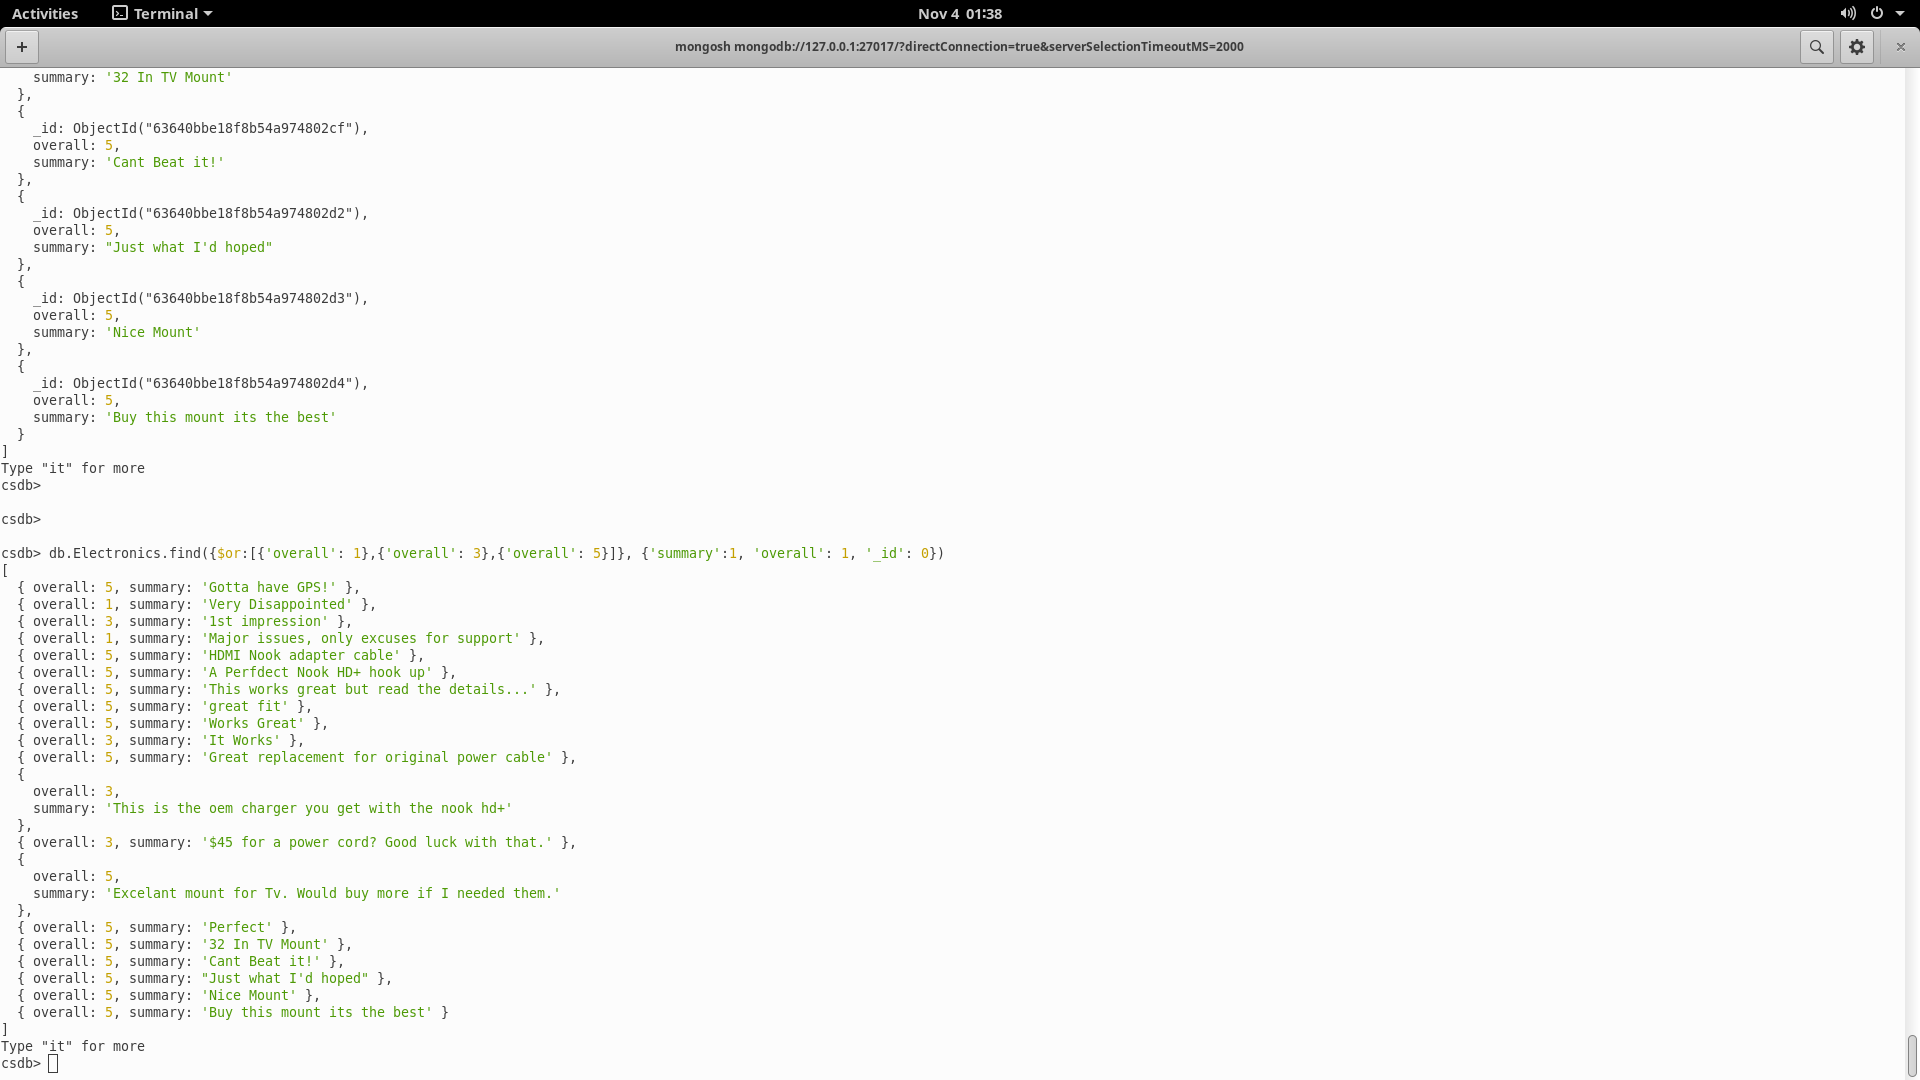 Activities Terminal Nov 4 01:38
+ mongosh mongodb://127.0.0.1:27017/?directConnection=true&serverSelectionTimeoutMS=2000
    summary: '32 In TV Mount'
  },
  {
    _id: ObjectId("63640bbe18f8b54a974802cf"),
    overall: 5,
    summary: 'Cant Beat it!'
  },
  {
    _id: ObjectId("63640bbe18f8b54a974802d2"),
    overall: 5,
    summary: "Just what I'd hoped"
  },
  {
    _id: ObjectId("63640bbe18f8b54a974802d3"),
    overall: 5,
    summary: 'Nice Mount'
  },
  {
    _id: ObjectId("63640bbe18f8b54a974802d4"),
    overall: 5,
    summary: 'Buy this mount its the best'
  }
]
Type "it" for more
csdb>
csdb>
csdb> db.Electronics.find({$or:[{'overall': 1},{'overall': 3},{'overall': 5}]}, {'summary':1, 'overall': 1, '_id': 0})
[
  { overall: 5, summary: 'Gotta have GPS!' },
  { overall: 1, summary: 'Very Disappointed' },
  { overall: 3, summary: '1st impression' },
  { overall: 1, summary: 'Major issues, only excuses for support' },
  { overall: 5, summary: 'HDMI Nook adapter cable' },
  { overall: 5, summary: 'A Perfdect Nook HD+ hook up' },
  { overall: 5, summary: 'This works great but read the details...' },
  { overall: 5, summary: 'great fit' },
  { overall: 5, summary: 'Works Great' },
  { overall: 3, summary: 'It Works' },
  { overall: 5, summary: 'Great replacement for original power cable' },
  {
    overall: 3,
    summary: 'This is the oem charger you get with the nook hd+'
  },
  { overall: 3, summary: '$45 for a power cord? Good luck with that.' },
  {
    overall: 5,
    summary: 'Excelant mount for Tv. Would buy more if I needed them.'
  },
  { overall: 5, summary: 'Perfect' },
  { overall: 5, summary: '32 In TV Mount' },
  { overall: 5, summary: 'Cant Beat it!' },
  { overall: 5, summary: "Just what I'd hoped" },
  { overall: 5, summary: 'Nice Mount' },
  { overall: 5, summary: 'Buy this mount its the best' }
]
Type "it" for more
csdb>